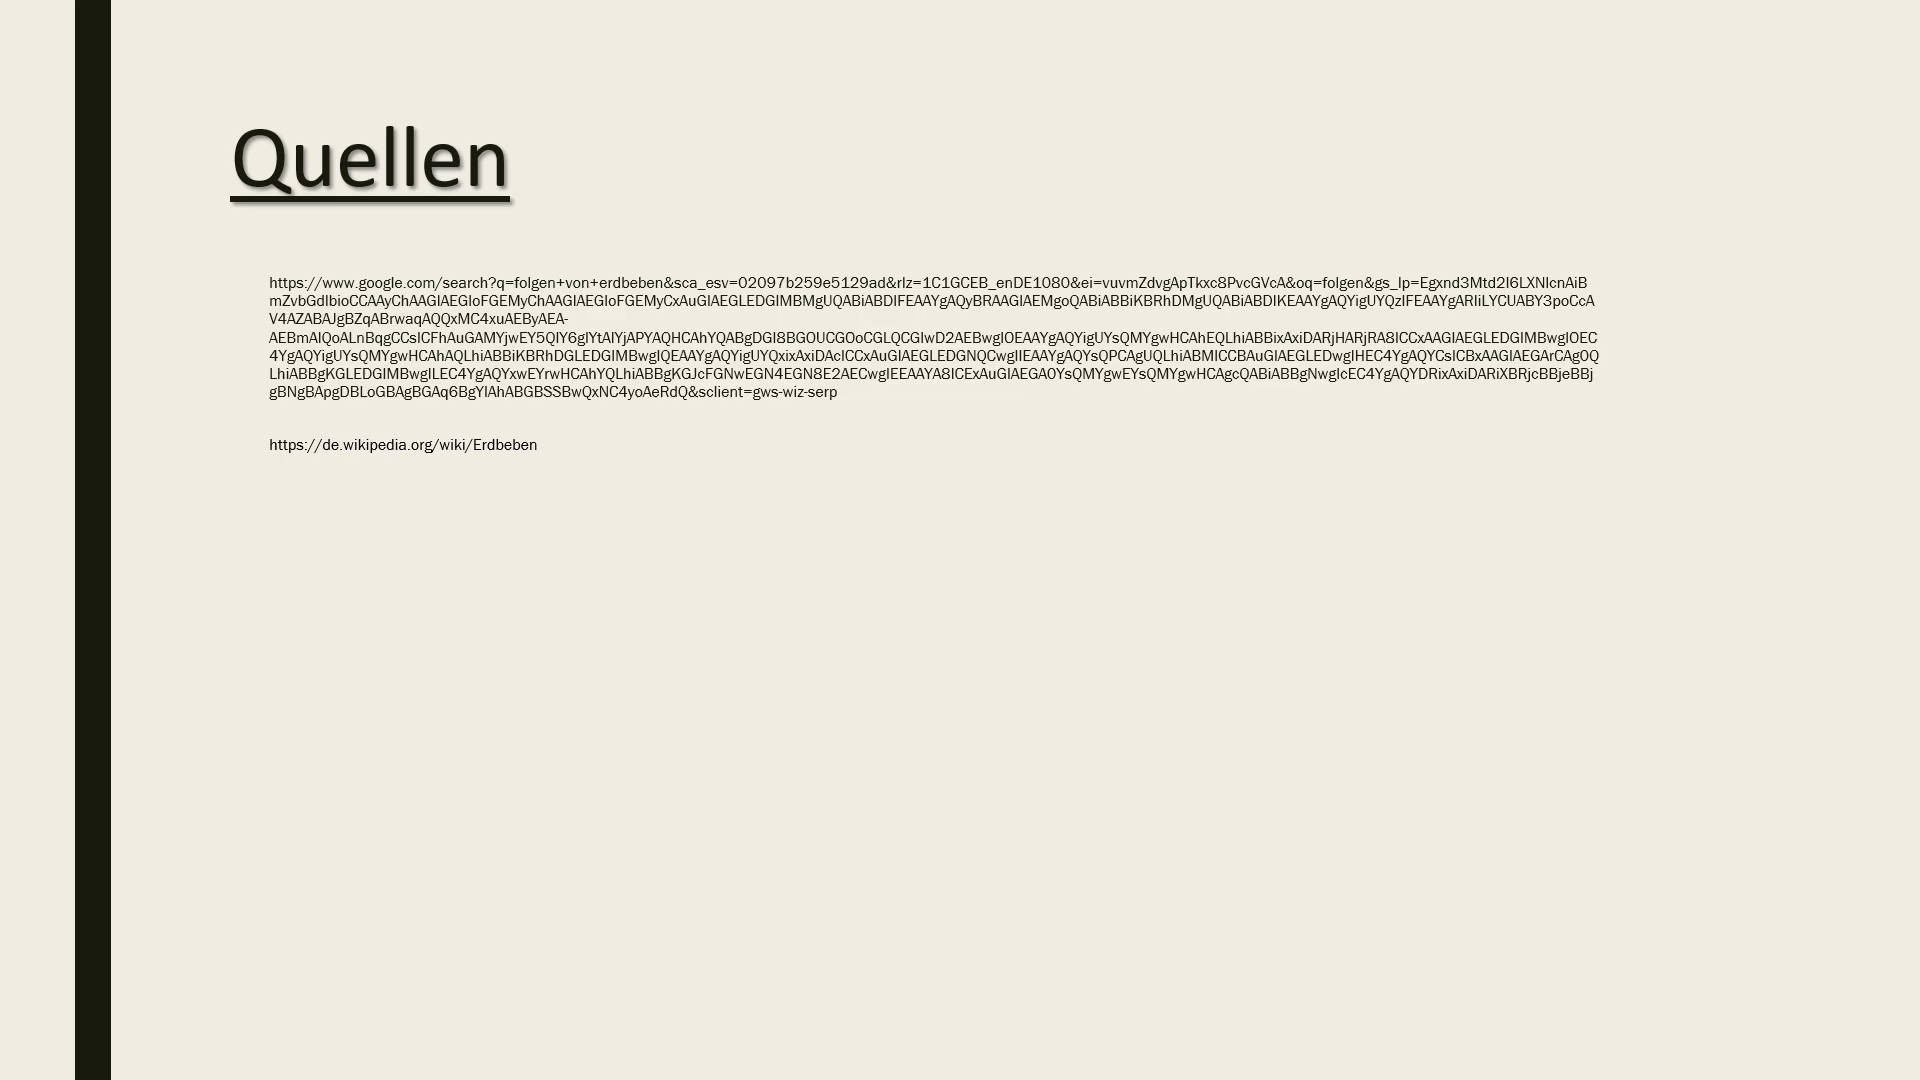 Quellen
https://www.google.com/search?q=folgen+von+erdbeben&sca_esv=02097b259e5129ad&rlz=1C1GCEB_enDE1080&ei=vuvmZdvgApTkxc8PvcGVcA&oq=folgen&gs_lp=Egxnd3Mtd2l6LXNlcnAiB
mZvbGdlbioCCAAyChAAGIAEGIoFGEMyChAAGIAEGIoFGEMyCxAuGIAEGLEDGIMBMgUQABiABDIFEAAYgAQyBRAAGIAEMgoQABiABBiKBRhDMgUQABiABDIKEAAYgAQYigUYQzIFEAAYgARIiLYCUABY3poCcA
V4AZABAJgBZqABrwaqAQQxMC4xuAEByAEA-
AEBmAIQoALnBqgCCsICFhAuGAMYjwEY5QIY6gIYtAIYjAPYAQHCAhYQABgDGI8BGOUCGOoCGLQCGIwD2AEBwgIOEAAYgAQYigUYsQMYgwHCAhEQLhiABBixAxiDARjHARjRA8ICCxAAGIAEGLEDGIMBwgIOEC
4YgAQYigUYsQMYgwHCAhAQLhiABBiKBRhDGLEDGIMBwgIQEAAYgAQYigUYQxixAxiDAcICCxAuGIAEGLEDGNQCwgIIEAAYgAQYsQPCAgUQLhiABMICCBAuGIAEGLEDwgIHEC4YgAQYCsICBxAAGIAEGArCAg0Q
LhiABBgKGLEDGIMBwgILEC4YgAQYxwEYrwHCAhYQLhiABBgKGJcFGNwEGN4EGN8E2AECwgIEEAAYA8ICExAuGIAEGA0YsQMYgwEYsQMYgwHCAgcQABiABBgNwgIcEC4YgAQYDRixAxiDARiXBRjcBBjeBBj
gBNgBApgDBLoGBAgBGAq6BgYIAhABGBSSBwQxNC4yoAeRdQ&sclient=gws-wiz-serp
https://de.wikipedia.org/wiki/Erdbeben